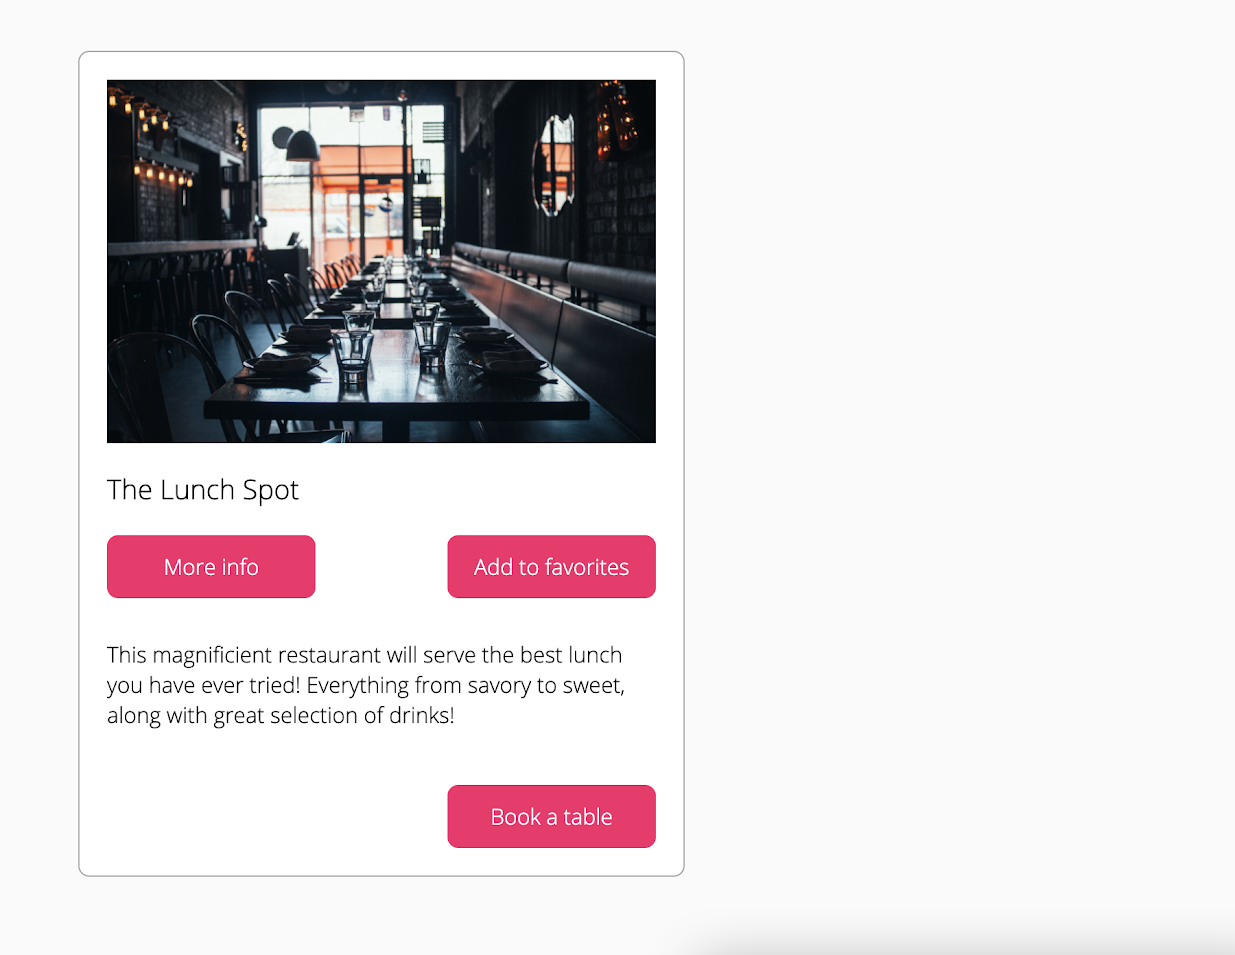 The Lunch Spot
More info
Add to favorites
This magnificient restaurant will serve the best lunch
you have ever tried! Everything from savory to sweet,
along with great selection of drinks!
Book a table